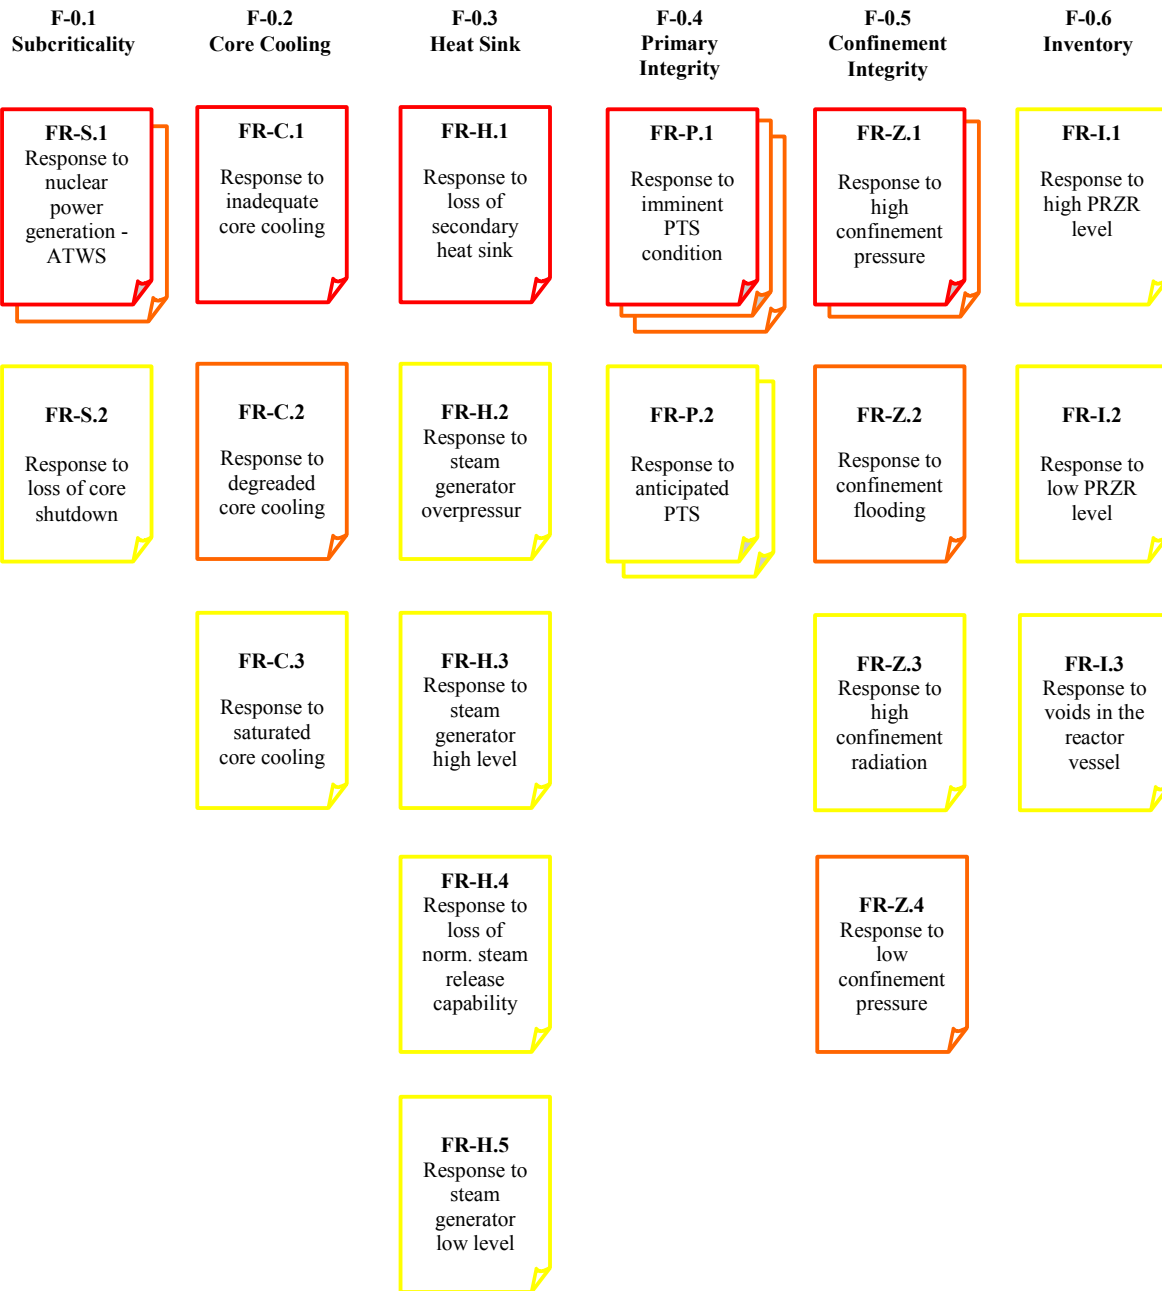 F-0.1
Subcriticality
F-0.2
Core Cooling
F-0.3
Heat Sink
F-0.4
Primary
Integrity
F-0.5
Confinement
Integrity
F-0.6
Inventory
FR-S.1
Response to
nuclear
power
generation -
ATWS
FR-C.1
Response to
inadequate
core cooling
FR-H.1
Response to
loss of
secondary
heat sink
FR-P.1
Response to
imminent
PTS
condition
FR-Z.1
Response to
high
confinement
pressure
FR-I.1
Response to
high PRZR
level
FR-S.2
Response to
loss of core
shutdown
FR-C.2
Response to
degreaded
core cooling
FR-H.2
Response to
steam
generator
overpressur
FR-P.2
Response to
anticipated
PTS
FR-Z.2
Response to
confinement
flooding
FR-I.2
Response to
low PRZR
level
FR-C.3
Response to
saturated
core cooling
FR-H.3
Response to
steam
generator
high level
FR-Z.3
Response to
high
confinement
radiation
FR-I.3
Response to
voids in the
reactor
vessel
FR-H.4
Response to
loss of
norm. steam
release
capability
FR-Z.4
Response to
low
confinement
pressure
FR-H.5
Response to
steam
generator
low level